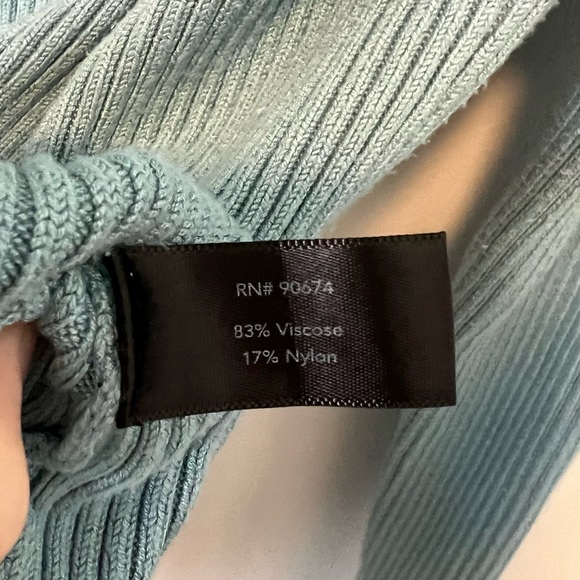 RN# 90674
83% Viscose
17% Nylon